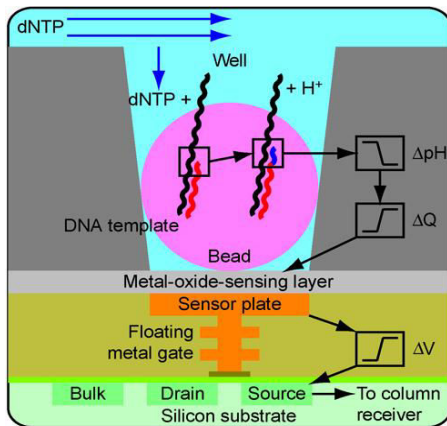 dNTP
Well
dNTP +
+ H⁺
ΔpH
DNA template
ΔQ
Bead
Metal-oxide-sensing layer
Sensor plate
Floating
metal gate
ΔV
Bulk
Drain
Source
To column
receiver
Silicon substrate